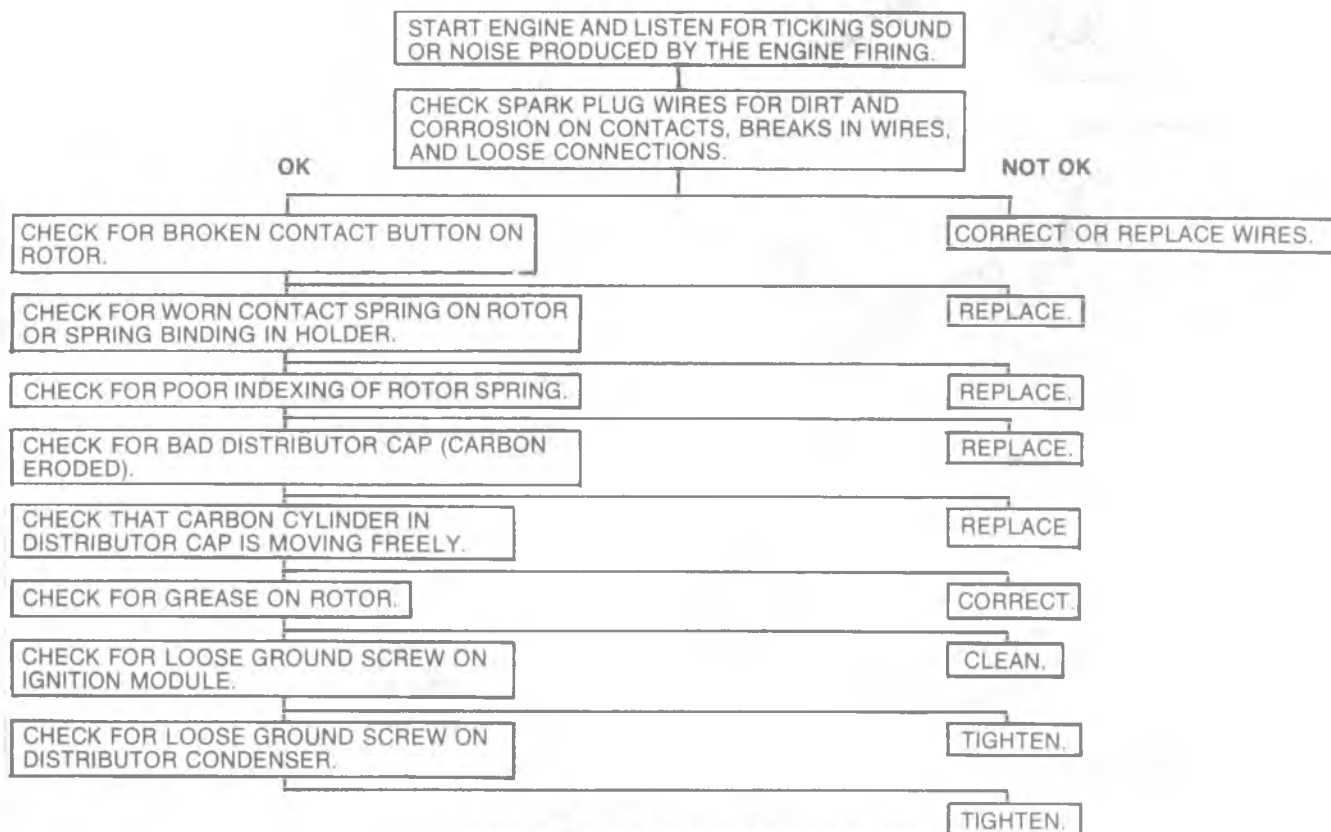 START ENGINE AND LISTEN FOR TICKING SOUND
OR NOISE PRODUCED BY THE ENGINE FIRING.
CHECK SPARK PLUG WIRES FOR DIRT AND
CORROSION ON CONTACTS, BREAKS IN WIRES,
AND LOOSE CONNECTIONS.
OK
NOT OK
CHECK FOR BROKEN CONTACT BUTTON ON
ROTOR.
CORRECT OR REPLACE WIRES.
CHECK FOR WORN CONTACT SPRING ON ROTOR
OR SPRING BINDING IN HOLDER.
REPLACE.
CHECK FOR POOR INDEXING OF ROTOR SPRING.
REPLACE.
CHECK FOR BAD DISTRIBUTOR CAP (CARBON
ERODED).
REPLACE.
CHECK THAT CARBON CYLINDER IN
DISTRIBUTOR CAP IS MOVING FREELY.
REPLACE
CHECK FOR GREASE ON ROTOR.
CORRECT.
CHECK FOR LOOSE GROUND SCREW ON
IGNITION MODULE.
CLEAN.
CHECK FOR LOOSE GROUND SCREW ON
DISTRIBUTOR CONDENSER.
TIGHTEN.
TIGHTEN.